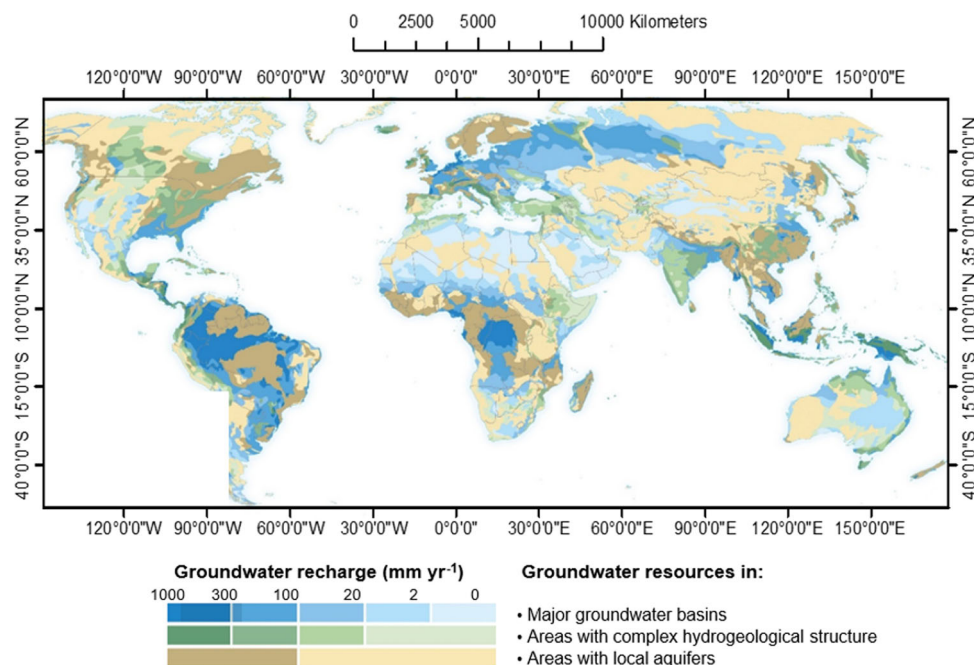 0 2500 5000 10000 Kilometers
120°0'0"W 90°0'0"W 60°0'0"W 30°0'0"W 0°0'0" 30°0'0"E 60°0'0"E 90°0'0"E 120°0'0"E 150°0'0"E
60°0'0"N
35°0'0"N
10°0'0"N
15°0'0"S
40°0'0"S
60°0'0"N
35°0'0"N
10°0'0"N
15°0'0"S
40°0'0"S
120°0'0"W 90°0'0"W 60°0'0"W 30°0'0"W 0°0'0" 30°0'0"E 60°0'0"E 90°0'0"E 120°0'0"E 150°0'0"E
Groundwater recharge (mm yr-1)
1000 300 100 20 2 0
Groundwater resources in:
• Major groundwater basins
• Areas with complex hydrogeological structure
• Areas with local aquifers